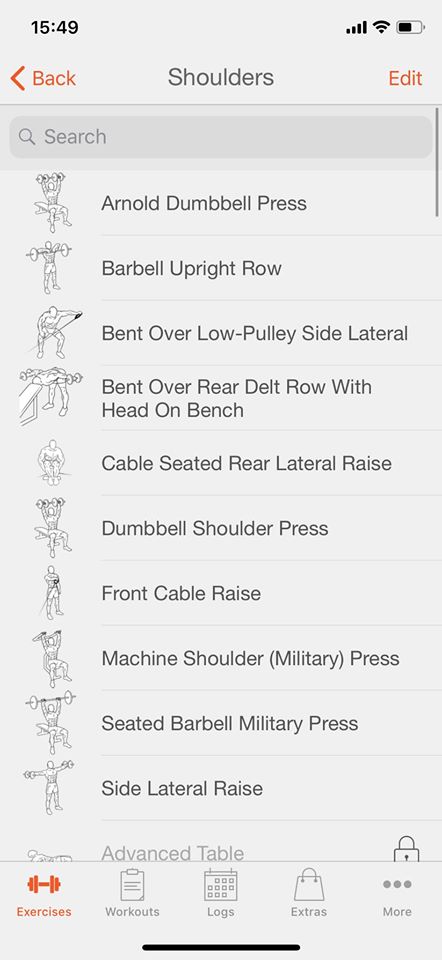 15:49
Back
Shoulders
Edit
Search
Arnold Dumbbell Press
Barbell Upright Row
Bent Over Low-Pulley Side Lateral
Bent Over Rear Delt Row With
Head On Bench
Cable Seated Rear Lateral Raise
Dumbbell Shoulder Press
Front Cable Raise
Machine Shoulder (Military) Press
Seated Barbell Military Press
Side Lateral Raise
Advanced Table
Exercises
Workouts
Logs
Extras
More